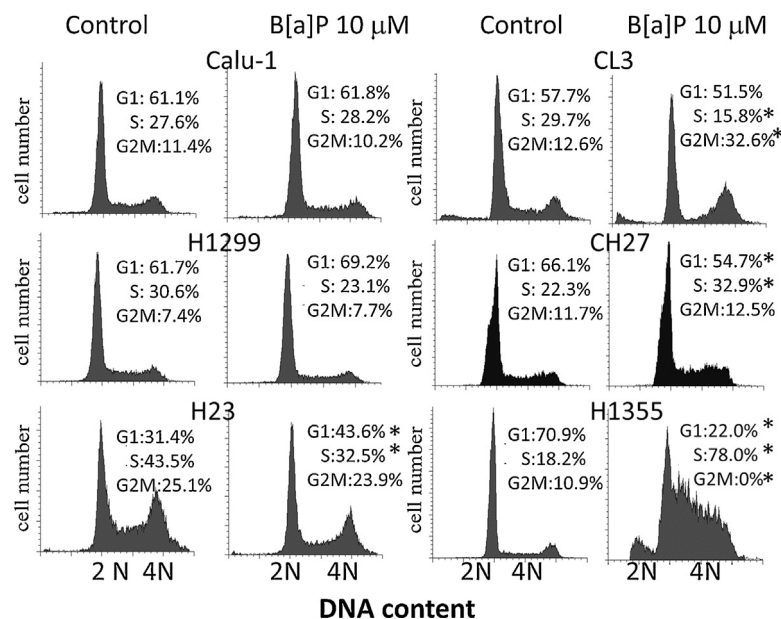 Control B[a]P 10 μM Control B[a]P 10 μM
Calu-1
cell number
G1: 61.1%
S: 27.6%
G2M:11.4%
G1: 61.8%
S: 28.2%
G2M:10.2%
CL3
cell number
G1: 57.7%
S: 29.7%
G2M:12.6%
G1: 51.5%
S: 15.8%*
G2M:32.6%*
H1299
cell number
G1: 61.7%
S: 30.6%
G2M:7.4%
G1: 69.2%
S: 23.1%
G2M:7.7%
CH27
cell number
G1: 66.1%
S: 22.3%
G2M:11.7%
G1: 54.7%*
S: 32.9%*
G2M:12.5%
H23
cell number
G1:31.4%
S:43.5%
G2M:25.1%
G1:43.6%*
S:32.5%*
G2M:23.9%
H1355
cell number
G1:70.9%
S:18.2%
G2M:10.9%
G1:22.0%*
S:78.0%*
G2M:0%*
2 N 4N 2N 4N 2N 4N 2N 4N
DNA content